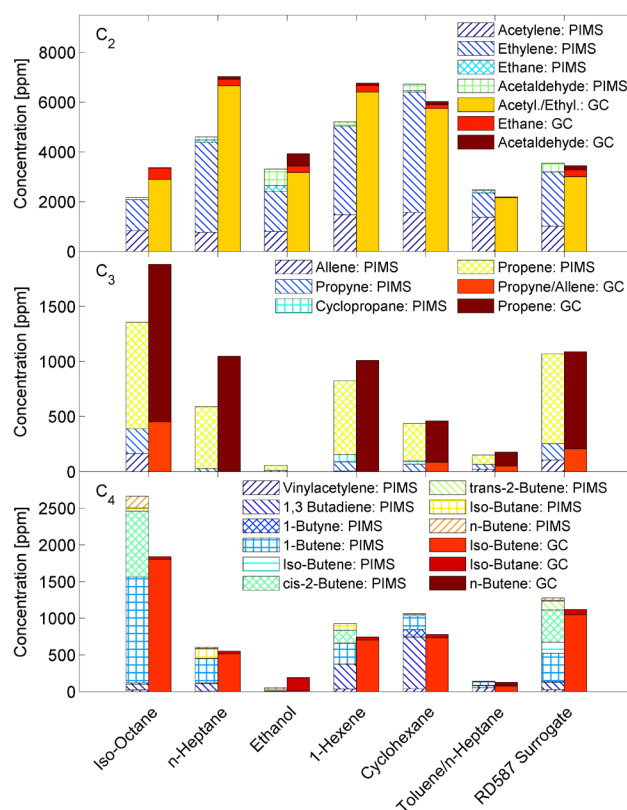 C2
Concentration [ppm]
8000
6000
4000
2000
0
Acetylene: PIMS
Ethylene: PIMS
Ethane: PIMS
Acetaldehyde: PIMS
Acetyl./Ethyl.: GC
Ethane: GC
Acetaldehyde: GC
C3
Concentration [ppm]
1500
1000
500
0
Allene: PIMS
Propyne: PIMS
Cyclopropane: PIMS
Propene: PIMS
Propyne/Allene: GC
Propene: GC
C4
Concentration [ppm]
2500
2000
1500
1000
500
0
Vinylacetylene: PIMS
1,3 Butadiene: PIMS
1-Butyne: PIMS
1-Butene: PIMS
Iso-Butene: PIMS
cis-2-Butene: PIMS
trans-2-Butene: PIMS
Iso-Butane: PIMS
n-Butene: PIMS
Iso-Butene: GC
Iso-Butane: GC
n-Butene: GC
Iso-Octane
n-Heptane
Ethanol
1-Hexene
Cyclohexane
Toluene/n-Heptane
RD587 Surrogate